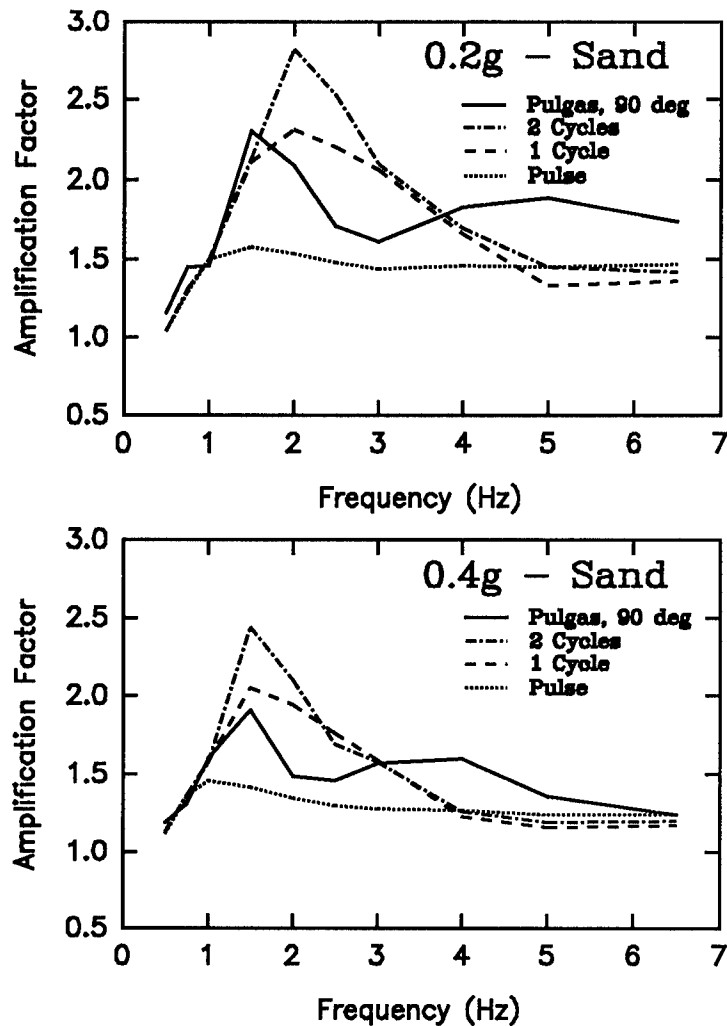 3.0
2.5
2.0
1.5
1.0
0.5
Amplification Factor
0.2g – Sand
Pulgas, 90 deg
2 Cycles
1 Cycle
Pulse
0 1 2 3 4 5 6 7
Frequency (Hz)
3.0
2.5
2.0
1.5
1.0
0.5
Amplification Factor
0.4g – Sand
Pulgas, 90 deg
2 Cycles
1 Cycle
Pulse
0 1 2 3 4 5 6 7
Frequency (Hz)